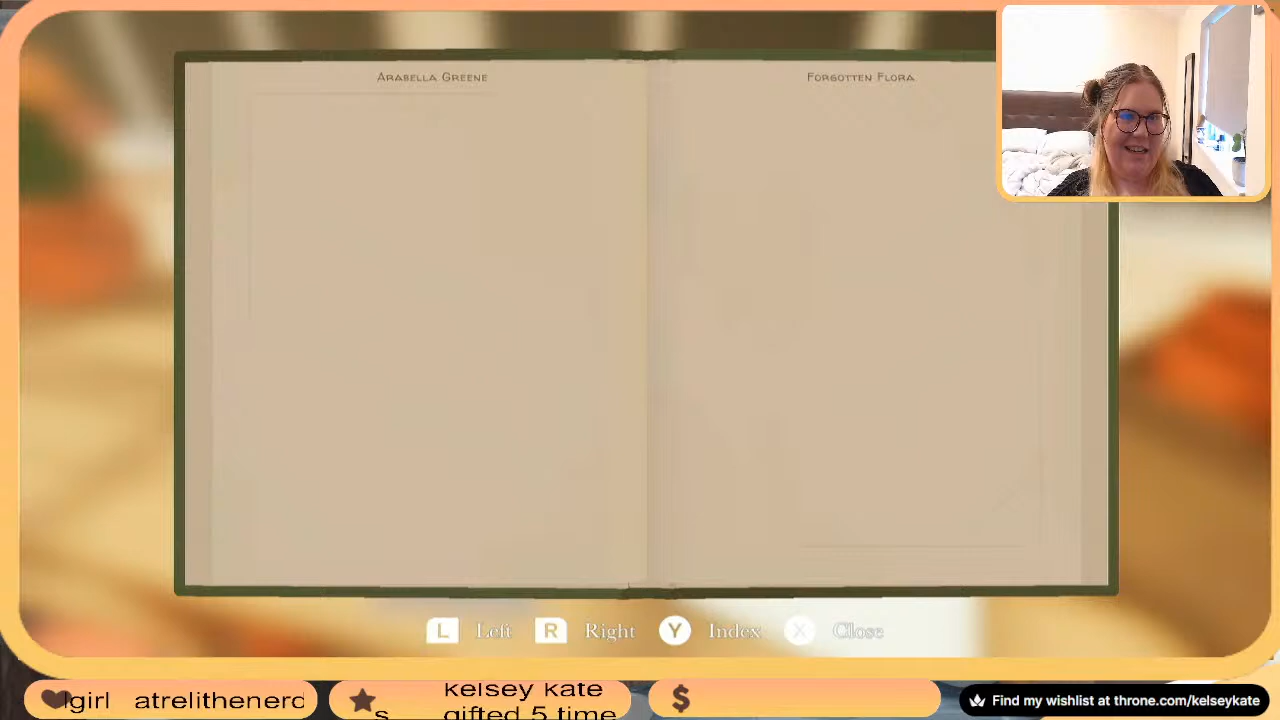 Arabella Greene
Forgotten Flora
L Left R Right Y Index X Close
lgirl atrelithenerd
kelsey kate
s gifted 5 time
$
Find my wishlist at throne.com/kelseykate